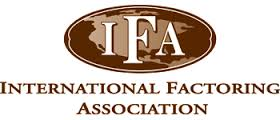 IFA
INTERNATIONAL FACTORING
ASSOCIATION